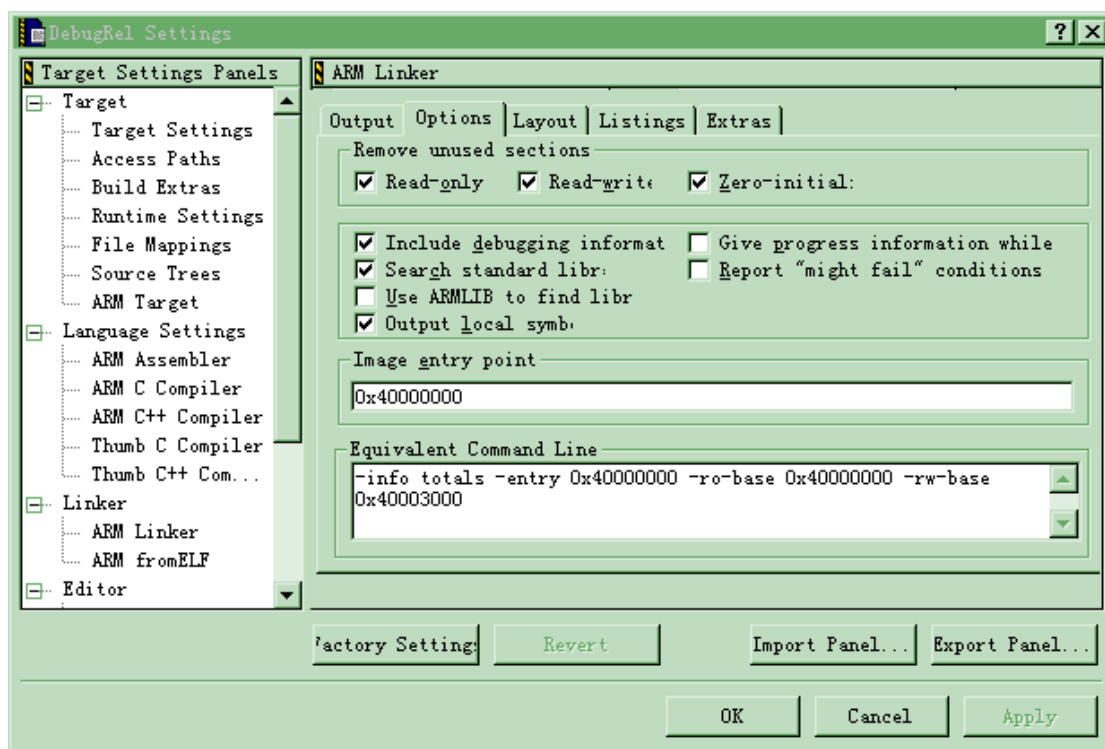 DebugRel Settings
Target Settings Panels
Target
Target Settings
Access Paths
Build Extras
Runtime Settings
File Mappings
Source Trees
ARM Target
Language Settings
ARM Assembler
ARM C Compiler
ARM C++ Compiler
Thumb C Compiler
Thumb C++ Com...
Linker
ARM Linker
ARM fromELF
Editor
ARM Linker
Output Options Layout Listings Extras
Remove unused sections
Read-only Read-write Zero-initial:
Include debugging informat Give progress information while
Search standard libr: Report "might fail" conditions
Use ARMLIB to find libr
Output local symb
Image entry point
0x40000000
Equivalent Command Line
-info totals -entry 0x40000000 -ro-base 0x40000000 -rw-base
0x40003000
Factory Setting: Revert Import Panel... Export Panel...
OK Cancel Apply